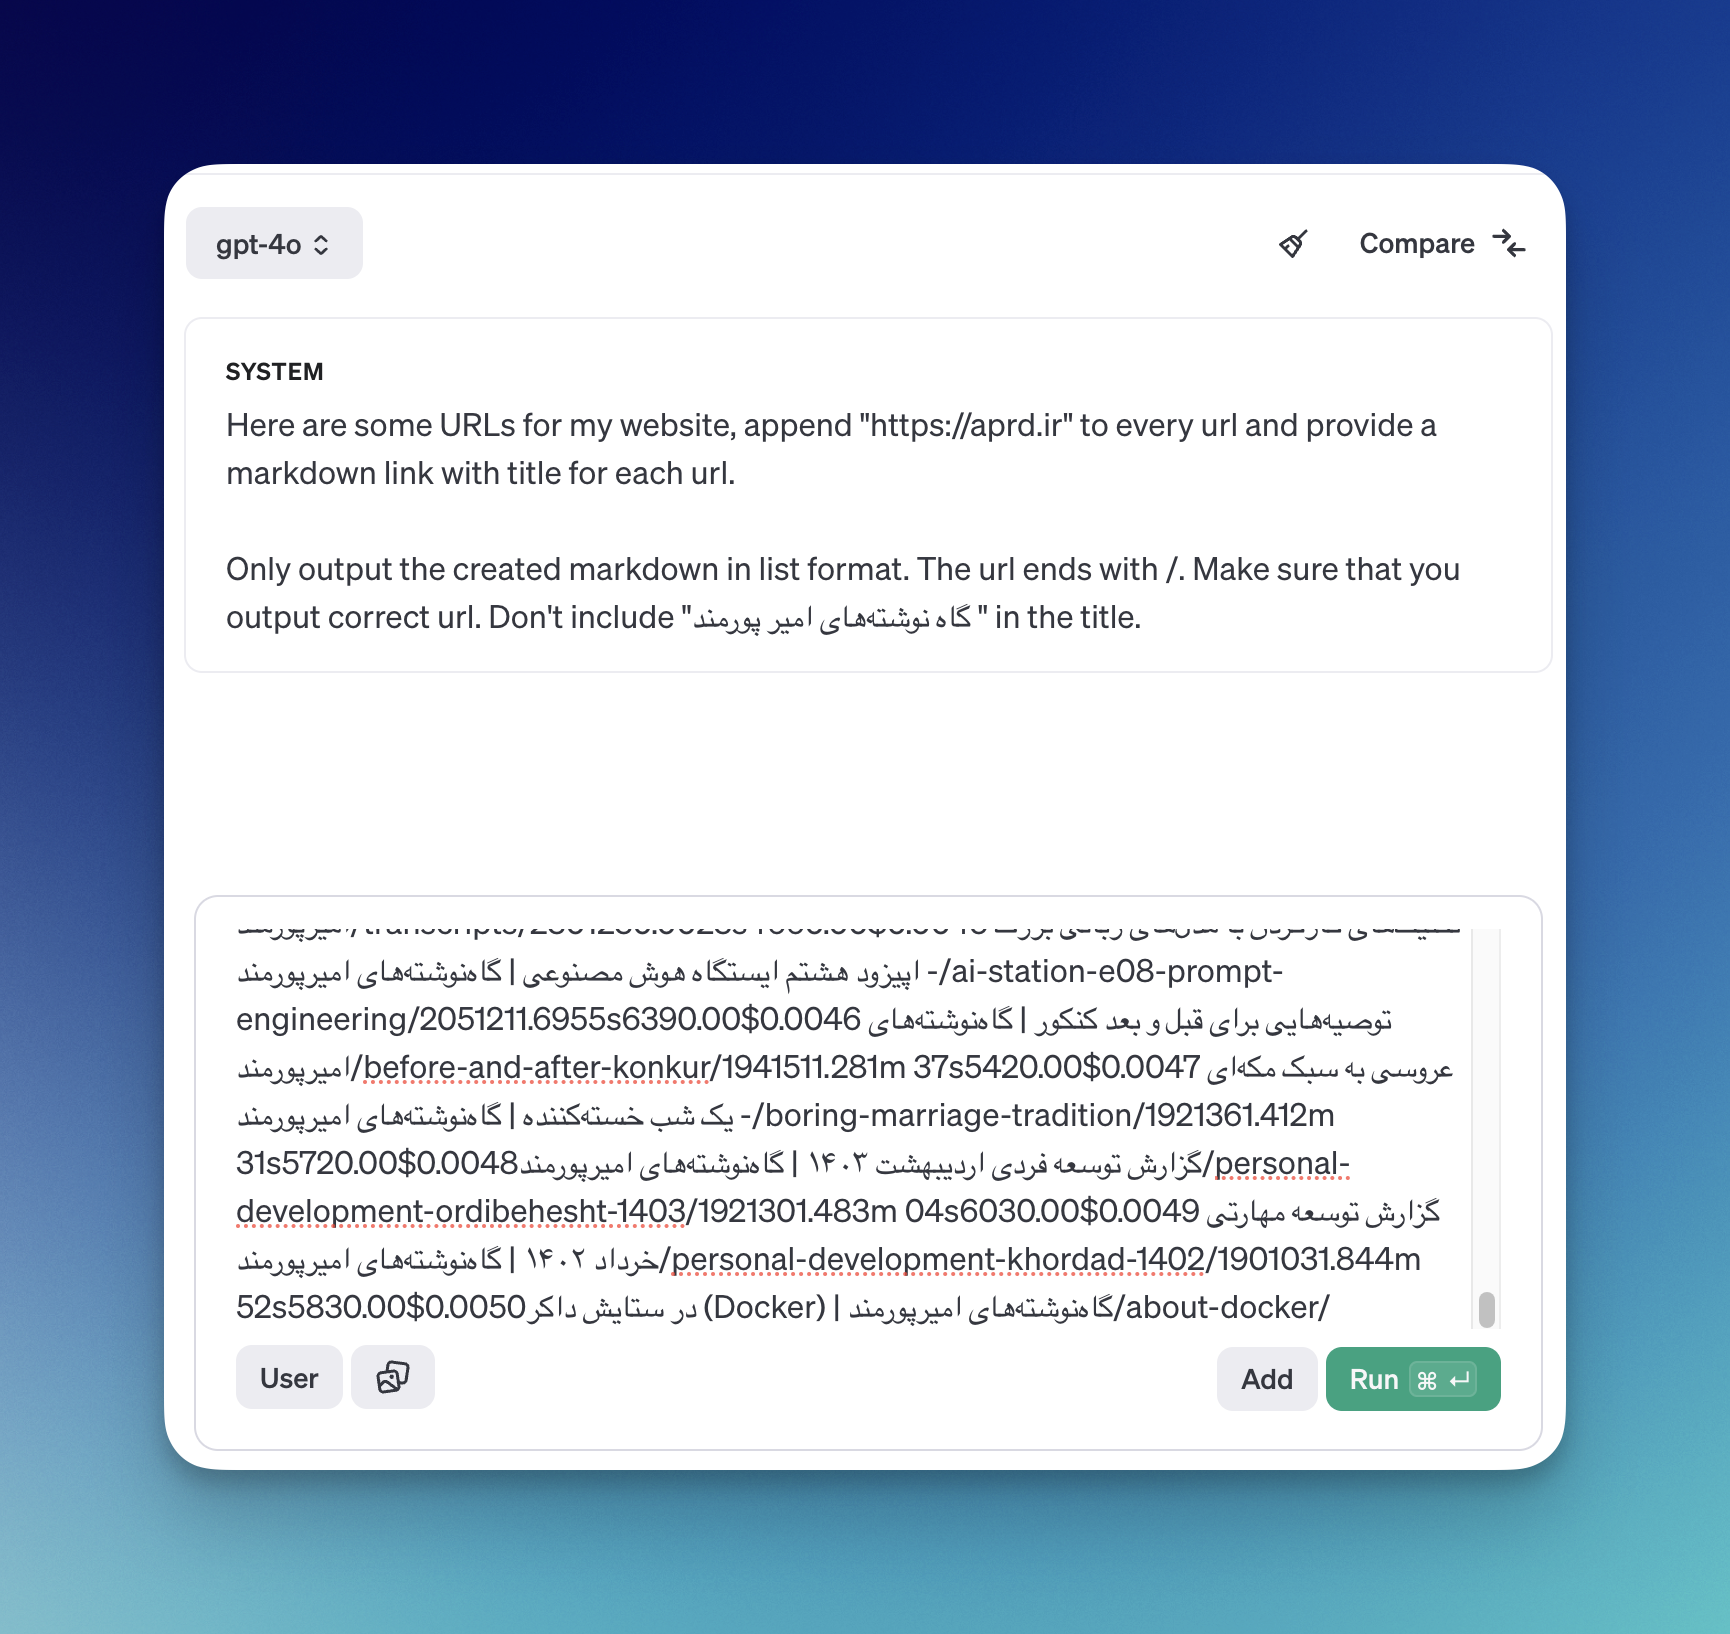 gpt-4o
Compare
SYSTEM
Here are some URLs for my website, append "https://aprd.ir" to every url and provide a
markdown link with title for each url.
Only output the created markdown in list format. The url ends with /. Make sure that you
output correct url. Don't include "گاه نوشته‌های امیر پورمند " in the title.
امیرپورمند/transcripts/
اپیزود هشتم ایستگاه هوش مصنوعی | گاه‌نوشته‌های امیرپورمند -/ai-station-e08-prompt-
engineering/2051211.6955s6390.00$0.0046 توصیه‌هایی برای قبل و بعد کنکور | گاه‌نوشته‌های
امیرپورمند/before-and-after-konkur/1941511.281m 37s5420.00$0.0047 عروسی به سبک مکه‌ای
- یک شب خسته‌کننده | گاه‌نوشته‌های امیرپورمند/boring-marriage-tradition/1921361.412m
31s5720.00$0.0048گزارش توسعه فردی اردیبهشت ۱۴۰۳ | گاه‌نوشته‌های امیرپورمند/personal-
development-ordibehesht-1403/1921301.483m 04s6030.00$0.0049 گزارش توسعه مهارتی
خرداد ۱۴۰۲ | گاه‌نوشته‌های امیرپورمند/personal-development-khordad-1402/1901031.844m
52s5830.00$0.0050در ستایش داکر (Docker) | گاه‌نوشته‌های امیرپورمند/about-docker/
User
Add
Run ⌘ ↵